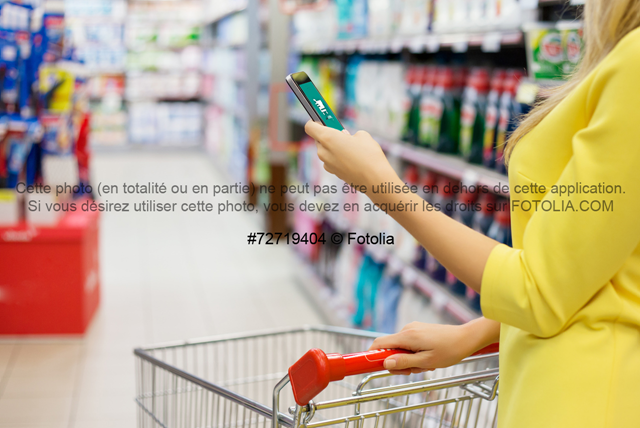 Cette photo (en totalité ou en partie) ne peut pas être utilisée en dehors de cette application.
Si vous désirez utiliser cette photo, vous devez en acquérir les droits sur FOTOLIA.COM
#72719404 © Fotolia